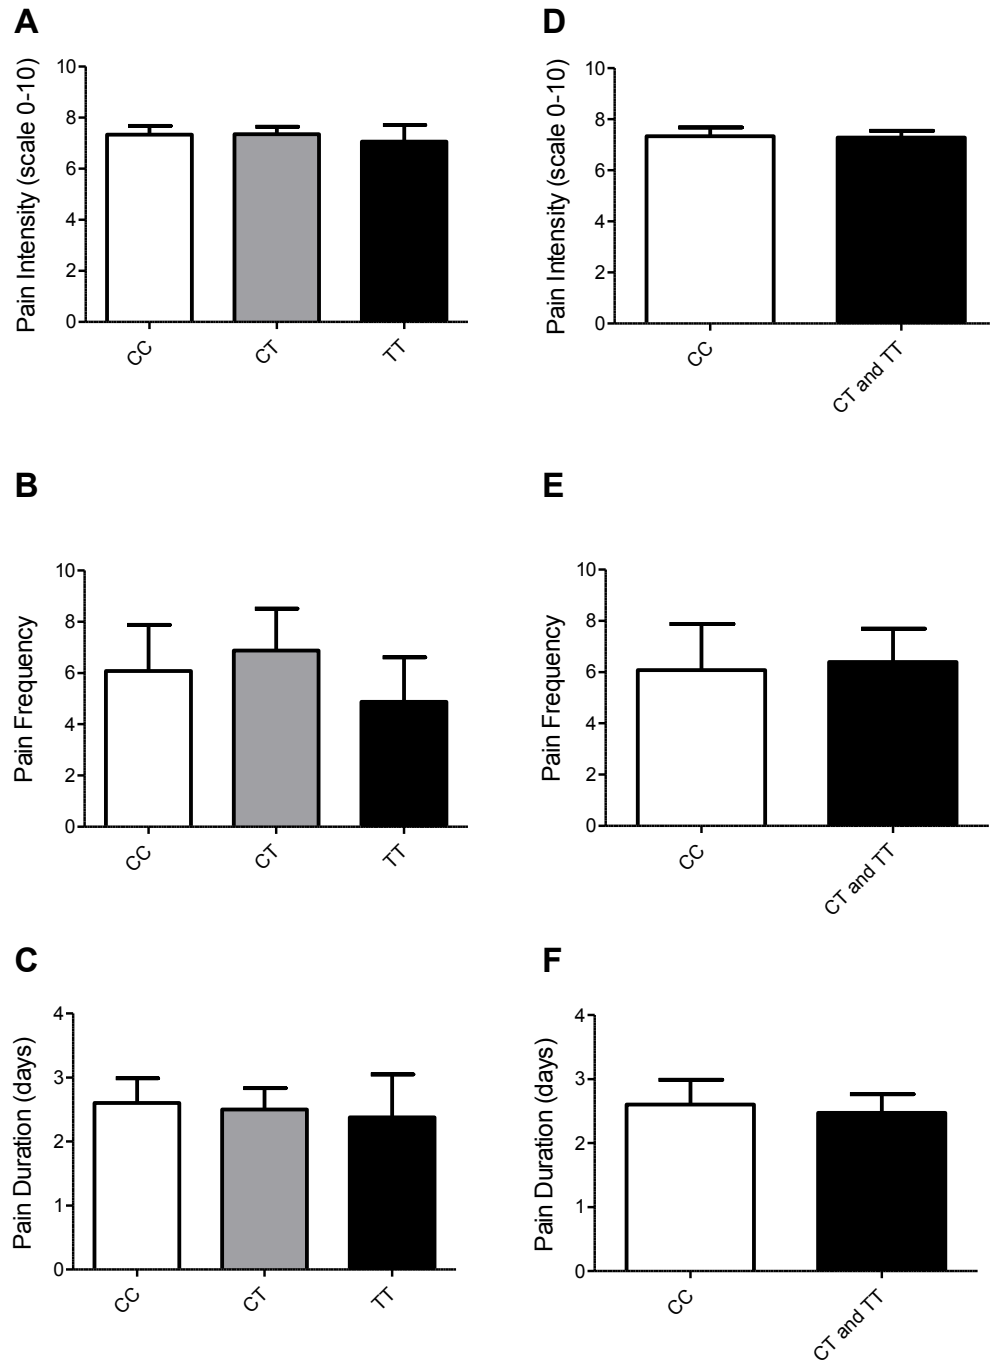 A
Pain Intensity (scale 0-10)
10
8
6
4
2
0
CC
CT
TT
D
Pain Intensity (scale 0-10)
10
8
6
4
2
0
CC
CT and TT
B
Pain Frequency
10
8
6
4
2
0
CC
CT
TT
E
Pain Frequency
10
8
6
4
2
0
CC
CT and TT
C
Pain Duration (days)
4
3
2
1
0
CC
CT
TT
F
Pain Duration (days)
4
3
2
1
0
CC
CT and TT